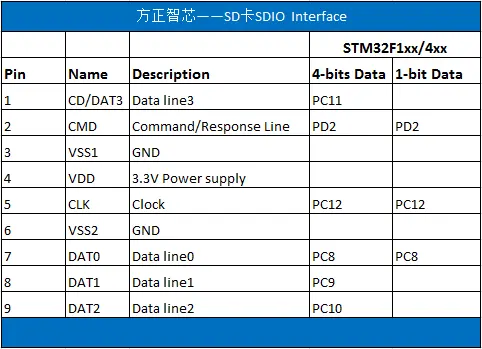 方正智芯——SD卡SDIO Interface
STM32F1xx/4xx
Pin Name Description 4-bits Data 1-bit Data
1 CD/DAT3 Data line3 PC11
2 CMD Command/Response Line PD2 PD2
3 VSS1 GND
4 VDD 3.3V Power supply
5 CLK Clock PC12 PC12
6 VSS2 GND
7 DAT0 Data line0 PC8 PC8
8 DAT1 Data line1 PC9
9 DAT2 Data line2 PC10